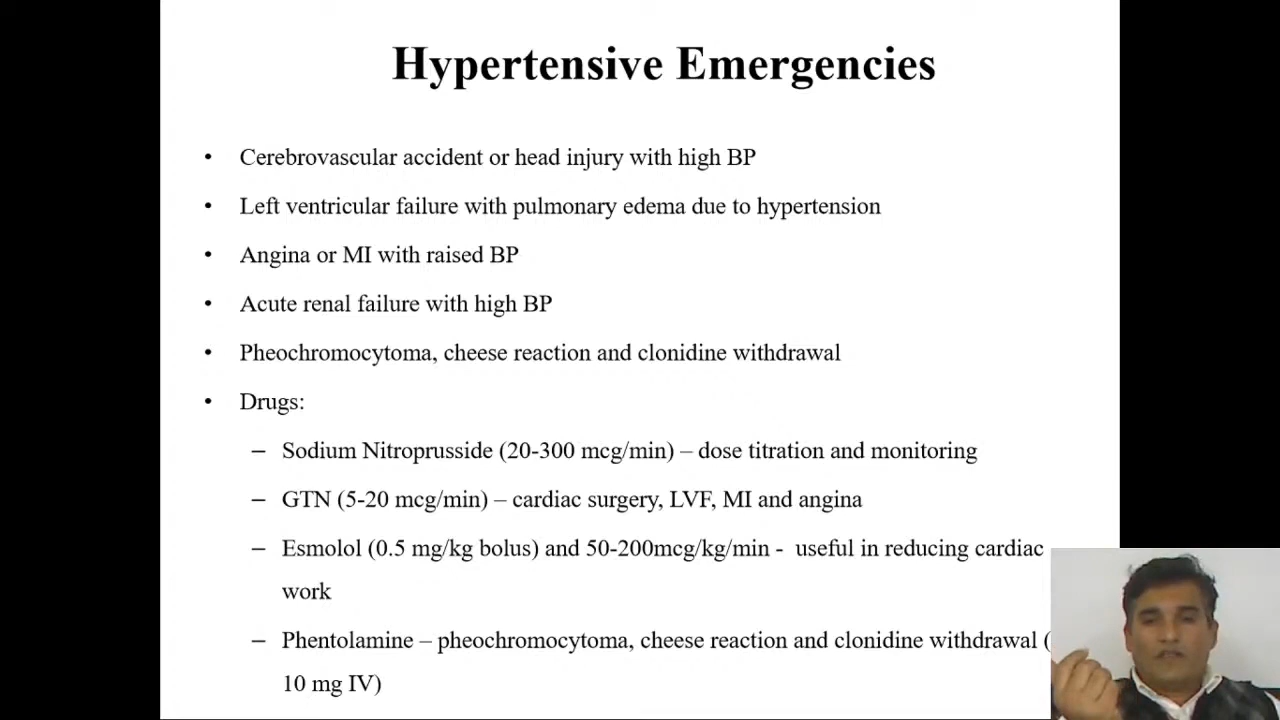 Hypertensive Emergencies
• Cerebrovascular accident or head injury with high BP
• Left ventricular failure with pulmonary edema due to hypertension
• Angina or MI with raised BP
• Acute renal failure with high BP
• Pheochromocytoma, cheese reaction and clonidine withdrawal
• Drugs:
– Sodium Nitroprusside (20-300 mcg/min) – dose titration and monitoring
– GTN (5-20 mcg/min) – cardiac surgery, LVF, MI and angina
– Esmolol (0.5 mg/kg bolus) and 50-200mcg/kg/min - useful in reducing cardiac
work
– Phentolamine – pheochromocytoma, cheese reaction and clonidine withdrawal (
10 mg IV)